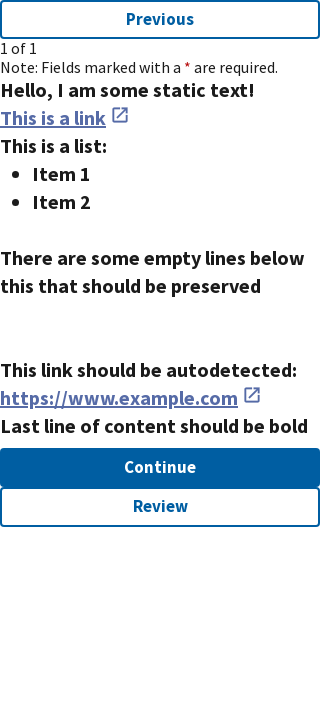 Previous
1 of 1
Note: Fields marked with a * are required.
Hello, I am some static text!
This is a link
This is a list:
• Item 1
• Item 2
There are some empty lines below
this that should be preserved
This link should be autodetected:
https://www.example.com
Last line of content should be bold
Continue
Review